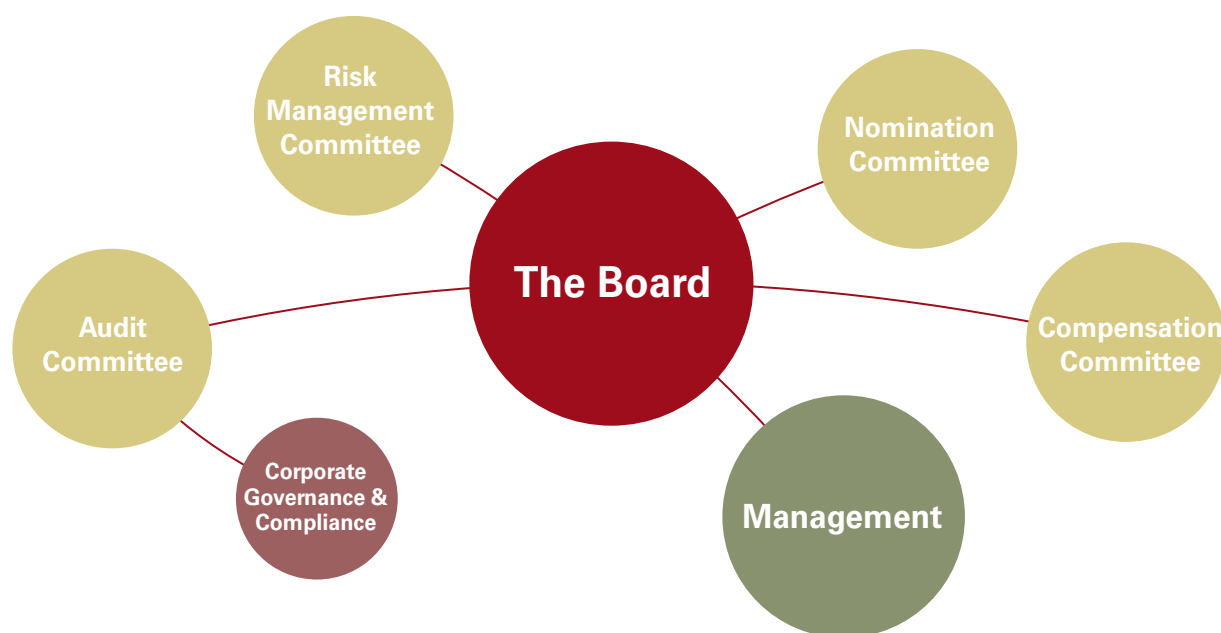 Risk
Management
Committee
Nomination
Committee
The Board
Audit
Committee
Compensation
Committee
Corporate
Governance &
Compliance
Management